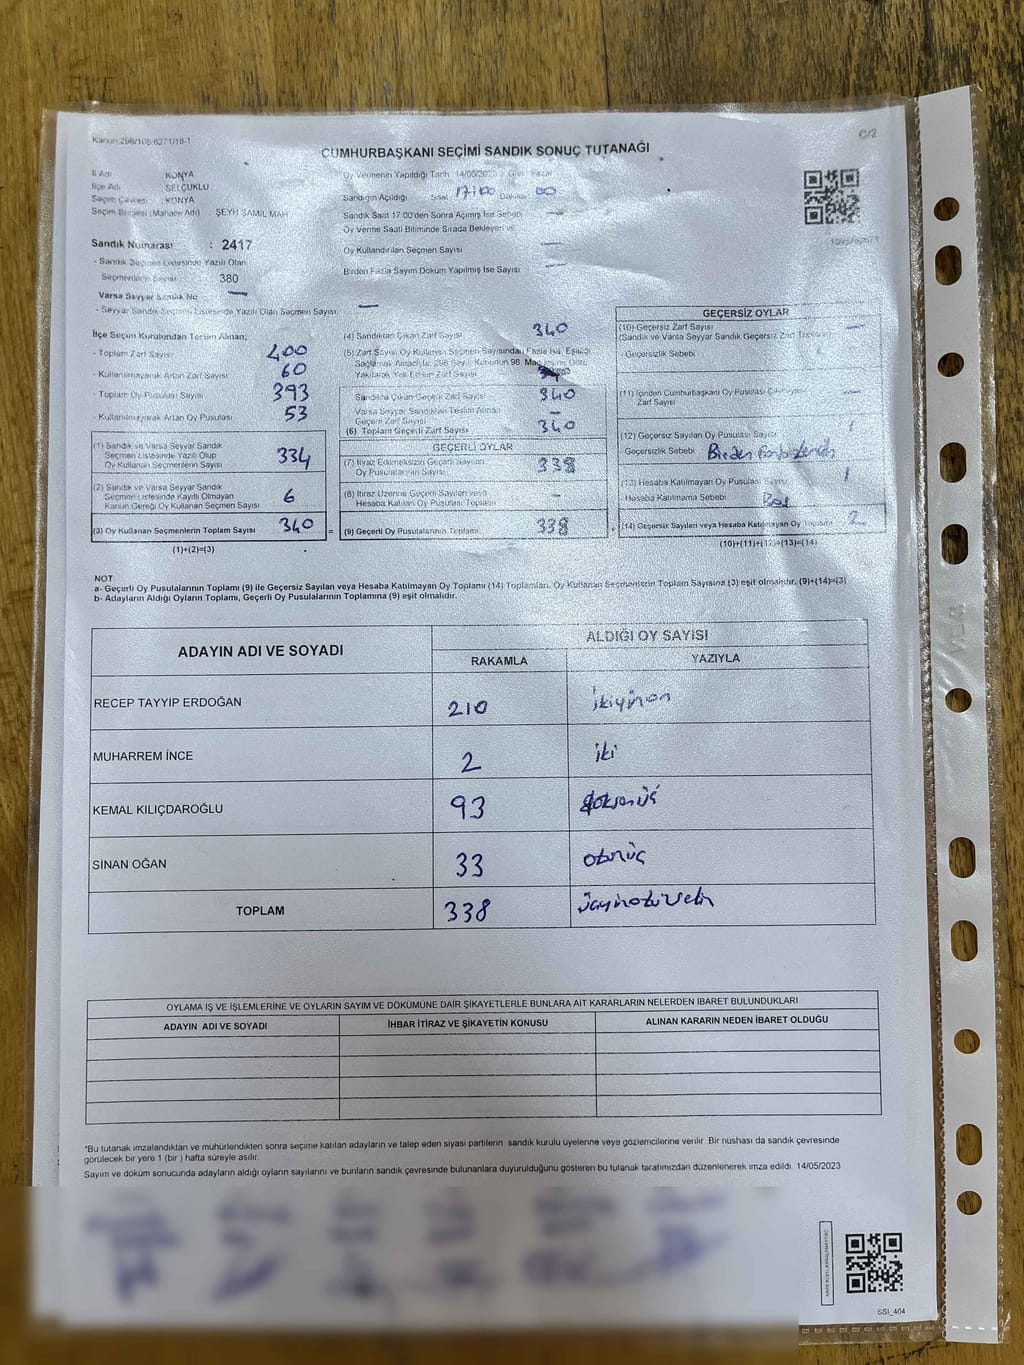 Kanun:298/105-6271/18-1
C/2
CUMHURBAŞKANI SEÇİMİ SANDIK SONUÇ TUTANAĞI
İl Adı KONYA
İlçe Adı SELÇUKLU
Seçim Çevresi KONYA
Seçim Bölgesi (Mahalle Adı) ŞEYH ŞAMİL MAH
Sandık Numarası : 2417
- Sandık Seçmen Listesinde Yazılı Olan
Seçmenlerin Sayısı 380
Varsa Seyyar Sandık No —
- Seyyar Sandık Seçmen Listesinde Yazılı Olan Seçmen Sayısı —
Oy Vermenin Yapıldığı Tarih 14/05/2023 Gün Pazar
Sandığın Açıldığı Saat 17:00 Dakika 00
Sandık Saat 17.00'den Sonra Açılmış İse Sebebi —
Oy Verme Saati Bitiminde Sırada Bekleyen ve
Oy Kullandırılan Seçmen Sayısı —
Birden Fazla Sayım Döküm Yapılmış İse Sayısı —
İlçe Seçim Kurulundan Teslim Alınan;
- Toplam Zarf Sayısı 400
- Kullanılmayarak Artan Zarf Sayısı 60
- Toplam Oy Pusulası Sayısı 393
- Kullanılmayarak Artan Oy Pusulası 53
(1) Sandık ve Varsa Seyyar Sandık
Seçmen Listesinde Yazılı Olup
Oy Kullanan Seçmenlerin Sayısı 334
(2) Sandık ve Varsa Seyyar Sandık
Seçmen Listesinde Kayıtlı Olmayan
Kanun Gereği Oy Kullanan Seçmen Sayısı 6
(3) Oy Kullanan Seçmenlerin Toplam Sayısı 340
(1)+(2)=(3)
(4) Sandıktan Çıkan Zarf Sayısı 340
(5) Zarf Sayısı Oy Kullanan Seçmen Sayısından Fazla İse, Eşitliği
Sağlamak Amacıyla, 298 Sayılı Kanunun 98. Maddesine Göre
Yakılarak Yok Edilen Zarf Sayısı
Sandıkta Çıkan Geçerli Zarf Sayısı 340
Varsa Seyyar Sandıktan Teslim Alınan
Geçerli Zarf Sayısı —
(6) Toplam Geçerli Zarf Sayısı 340
GEÇERLİ OYLAR
(7) İtiraz Edilmeksizin Geçerli Sayılan
Oy Pusulalarının Sayısı 338
(8) İtiraz Üzerine Geçerli Sayılan veya
Hesaba Katılan Oy Pusulası Toplamı —
= (9) Geçerli Oy Pusulalarının Toplamı 338
GEÇERSİZ OYLAR
(10) Geçersiz Zarf Sayısı —
(Sandık ve Varsa Seyyar Sandık Geçersiz Zarf Toplamı)
Geçersizlik Sebebi
(11) İçinden Cumhurbaşkanı Oy Pusulası Çıkmayan
Zarf Sayısı —
(12) Geçersiz Sayılan Oy Pusula Sayısı 1
Geçersizlik Sebebi Birden Fazla
(13) Hesaba Katılmayan Oy Pusulası Sayısı 1
Hesaba Katılmama Sebebi Boş
+ (14) Geçersiz Sayılan veya Hesaba Katılmayan Oy Toplamı 2
(10)+(11)+(12)+(13)=(14)
NOT
a- Geçerli Oy Pusulalarının Toplamı (9) ile Geçersiz Sayılan veya Hesaba Katılmayan Oy Toplamı (14) Toplamları, Oy Kullanan Seçmenlerin Toplam Sayısına (3) eşit olmalıdır. (9)+(14)=(3)
b- Adayların Aldığı Oyların Toplamı, Geçerli Oy Pusulalarının Toplamına (9) eşit olmalıdır.
ADAYIN ADI VE SOYADI ALDIĞI OY SAYISI
RAKAMLA YAZIYLA
RECEP TAYYİP ERDOĞAN 210 ikiyüzon
MUHARREM İNCE 2 iki
KEMAL KILIÇDAROĞLU 93 doksanüç
SİNAN OĞAN 33 otuzüç
TOPLAM 338 üçyüzotuzsekiz
OYLAMA İŞ VE İŞLEMLERİNE VE OYLARIN SAYIM VE DÖKÜMÜNE DAİR ŞİKAYETLERLE BUNLARA AİT KARARLARIN NELERDEN İBARET BULUNDUKLARI
ADAYIN ADI VE SOYADI İHBAR İTİRAZ VE ŞİKAYETİN KONUSU ALINAN KARARIN NEDEN İBARET OLDUĞU
*Bu tutanak imzalandıktan ve mühürlendikten sonra seçime katılan adayların ve talep eden siyasi partilerin sandık kurulu üyelerine veya gözlemcilerine verilir. Bir nüshası da sandık çevresinde
görülecek bir yere 1 (bir) hafta süreyle asılır.
Sayım ve döküm sonucunda adayların aldığı oyların sayılarını ve bunların sandık çevresinde bulunanlara duyurulduğunu gösteren bu tutanak tarafımızdan düzenlenerek imza edildi. 14/05/2023
SSİ_404